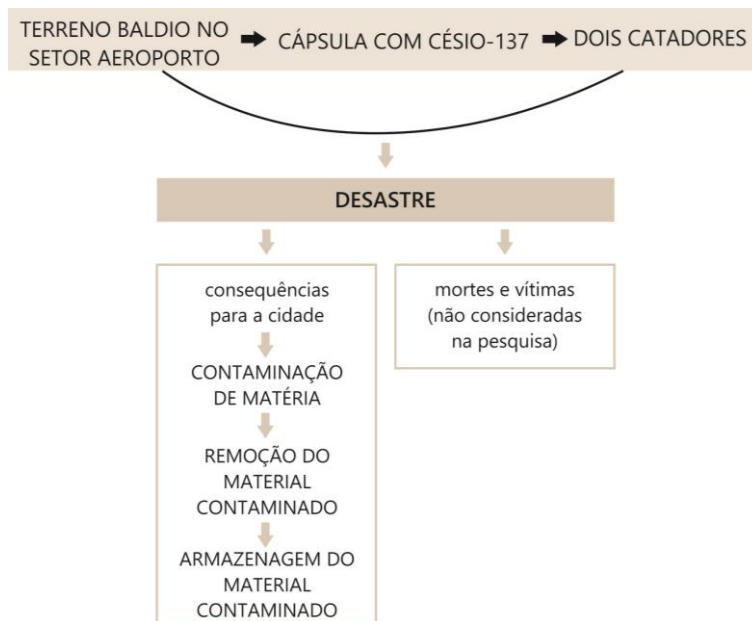 TERRENO BALDIO NO
SETOR AEROPORTO
CÁPSULA COM CÉSIO-137
DOIS CATADORES
DESASTRE
consequências
para a cidade
CONTAMINAÇÃO
DE MATÉRIA
REMOÇÃO DO
MATERIAL
CONTAMINADO
ARMAZENAGEM DO
MATERIAL
CONTAMINADO
mortes e vítimas
(não consideradas
na pesquisa)